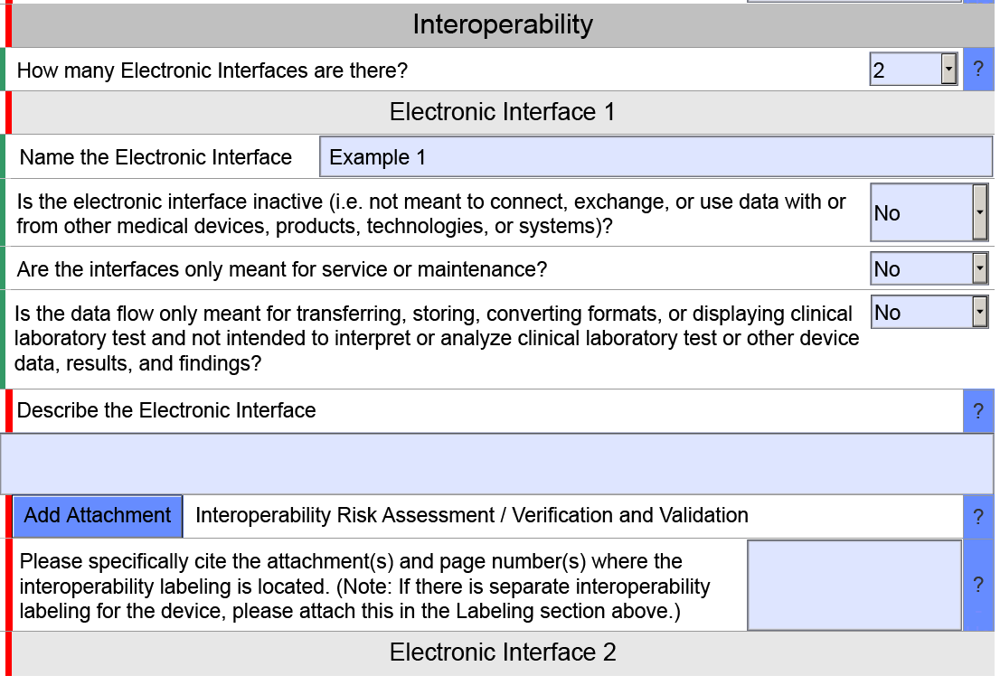 Interoperability
How many Electronic Interfaces are there? 2 ?
Electronic Interface 1
Name the Electronic Interface Example 1
Is the electronic interface inactive (i.e. not meant to connect, exchange, or use data with or
from other medical devices, products, technologies, or systems)? No
Are the interfaces only meant for service or maintenance? No
Is the data flow only meant for transferring, storing, converting formats, or displaying clinical No
laboratory test and not intended to interpret or analyze clinical laboratory test or other device
data, results, and findings?
Describe the Electronic Interface ?
Add Attachment Interoperability Risk Assessment / Verification and Validation ?
Please specifically cite the attachment(s) and page number(s) where the
interoperability labeling is located. (Note: If there is separate interoperability ?
labeling for the device, please attach this in the Labeling section above.)
Electronic Interface 2